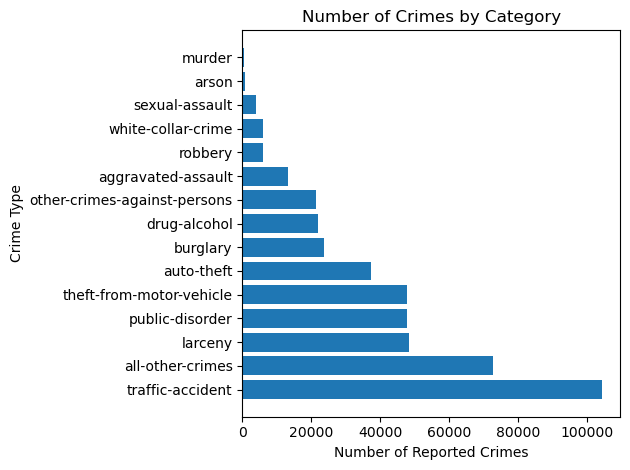 Number of Crimes by Category
Crime Type
murder
arson
sexual-assault
white-collar-crime
robbery
aggravated-assault
other-crimes-against-persons
drug-alcohol
burglary
auto-theft
theft-from-motor-vehicle
public-disorder
larceny
all-other-crimes
traffic-accident
0 20000 40000 60000 80000 100000
Number of Reported Crimes